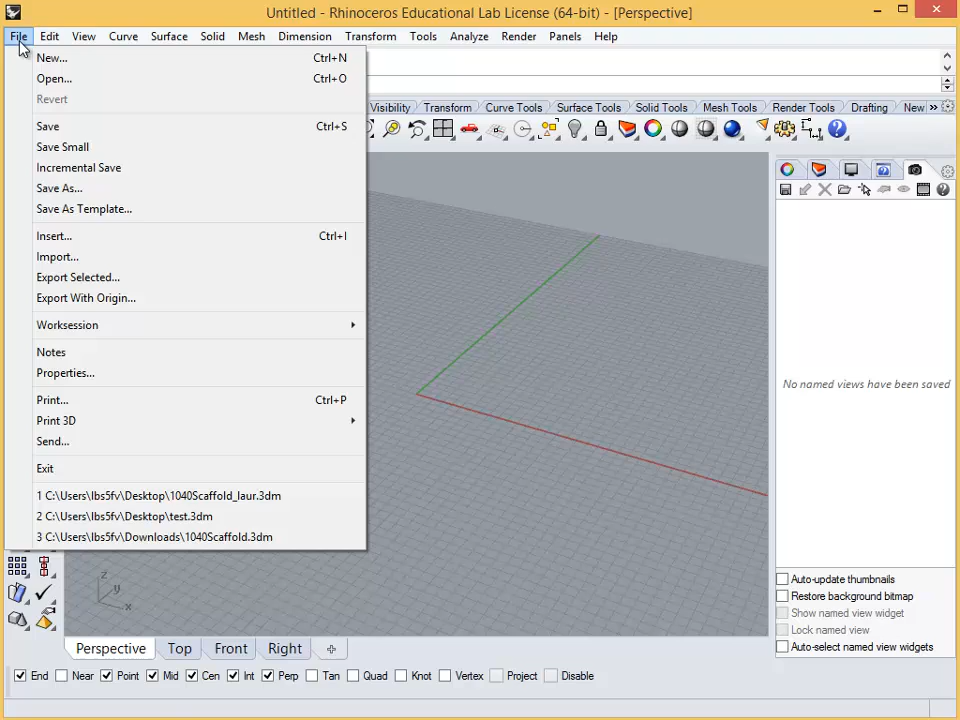 Untitled - Rhinoceros Educational Lab License (64-bit) - [Perspective]
File Edit View Curve Surface Solid Mesh Dimension Transform Tools Analyze Render Panels Help
New... Ctrl+N
Open... Ctrl+O
Revert
Save Ctrl+S
Save Small
Incremental Save
Save As...
Save As Template...
Insert... Ctrl+I
Import...
Export Selected...
Export With Origin...
Worksession
Notes
Properties...
Print... Ctrl+P
Print 3D
Send...
Exit
1 C:\Users\lbs5fv\Desktop\1040Scaffold_laur.3dm
2 C:\Users\lbs5fv\Desktop\test.3dm
3 C:\Users\lbs5fv\Downloads\1040Scaffold.3dm
Visibility Transform Curve Tools Surface Tools Solid Tools Mesh Tools Render Tools Drafting New »
No named views have been saved
z
y
x
Auto-update thumbnails
Restore background bitmap
Show named view widget
Lock named view
Auto-select named view widgets
Perspective Top Front Right
End Near Point Mid Cen Int Perp Tan Quad Knot Vertex Project Disable